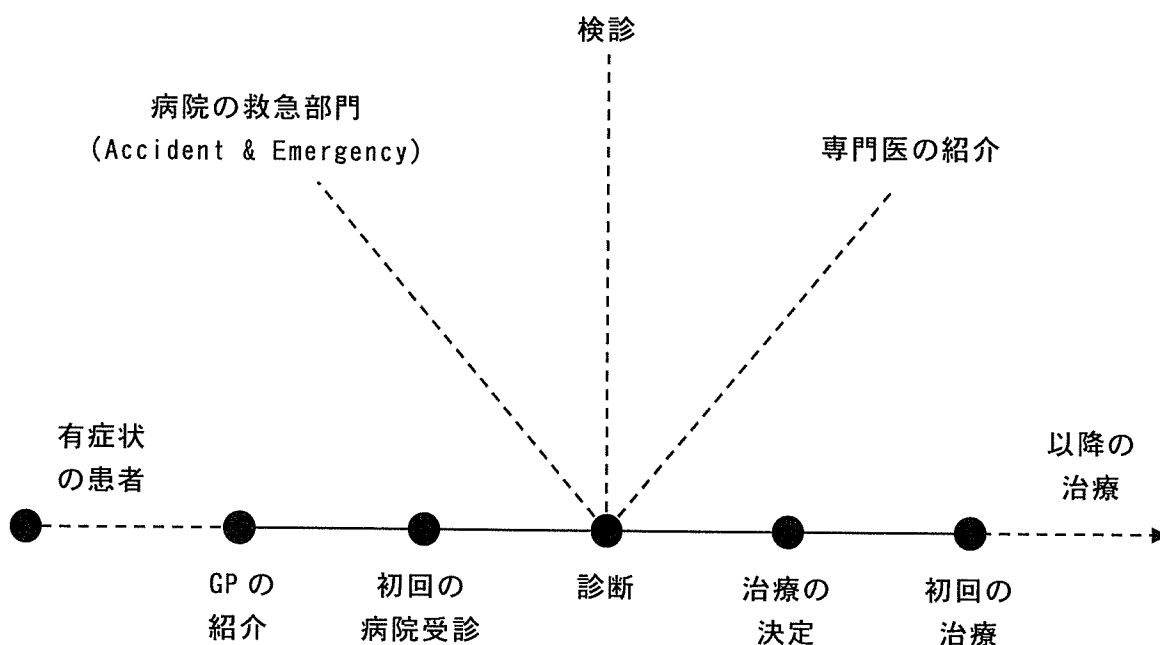 検診
病院の救急部門
(Accident & Emergency)
専門医の紹介
有症状
の患者
以降の
治療
GP の
紹介
初回の
病院受診
診断
治療の
決定
初回の
治療